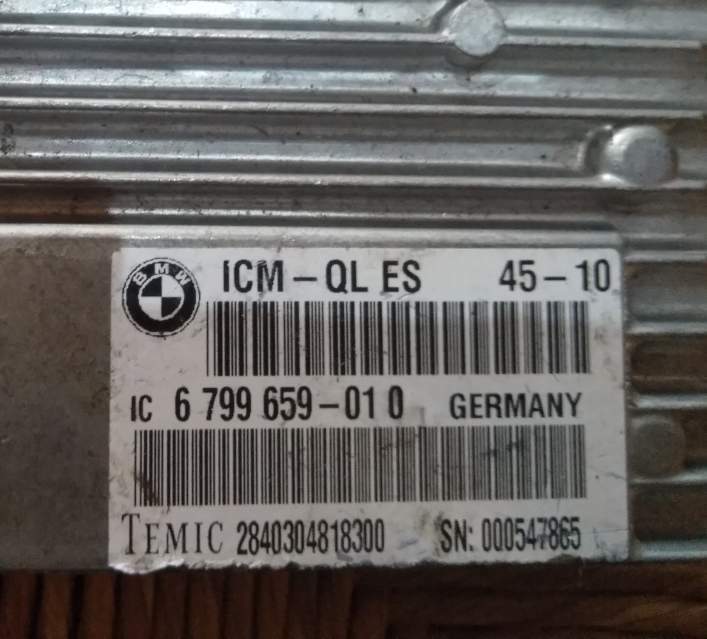 BMW
ICM – QL ES 45 – 10
IC 6 799 659 – 01 0 GERMANY
TEMIC 2840304818300 SN: 000547865